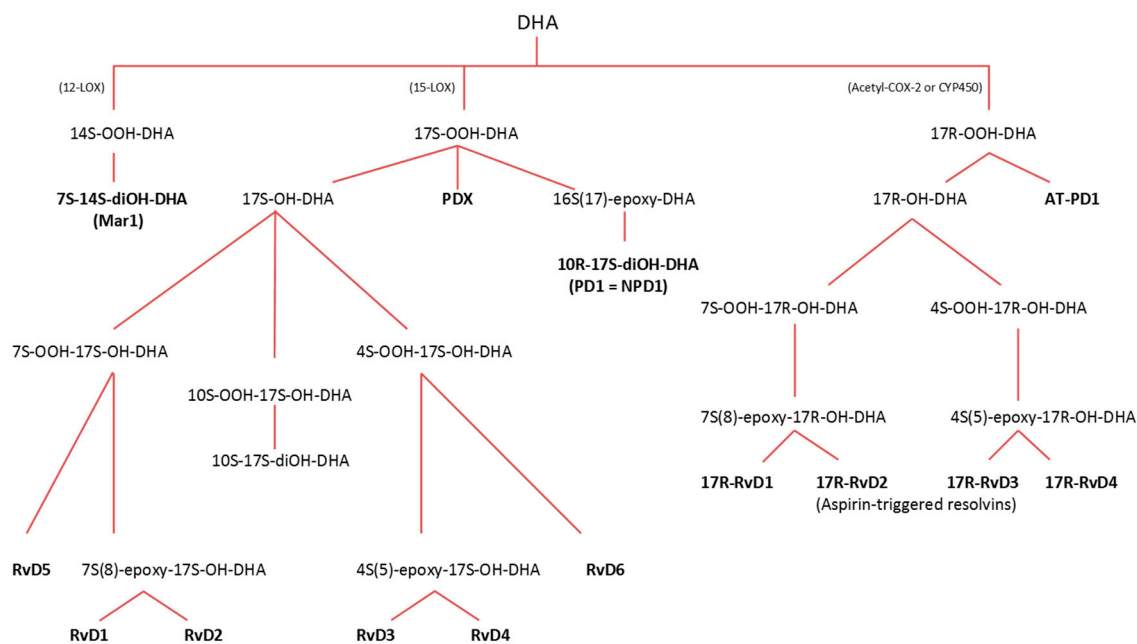 DHA
(12-LOX)
(15-LOX)
(Acetyl-COX-2 or CYP450)
14S-OOH-DHA
17S-OOH-DHA
17R-OOH-DHA
7S-14S-diOH-DHA
(Mar1)
17S-OH-DHA
PDX
16S(17)-epoxy-DHA
17R-OH-DHA
AT-PD1
10R-17S-diOH-DHA
(PD1 = NPD1)
7S-OOH-17R-OH-DHA
4S-OOH-17R-OH-DHA
7S-OOH-17S-OH-DHA
4S-OOH-17S-OH-DHA
10S-OOH-17S-OH-DHA
7S(8)-epoxy-17R-OH-DHA
4S(5)-epoxy-17R-OH-DHA
10S-17S-diOH-DHA
17R-RvD1
17R-RvD2
17R-RvD3
17R-RvD4
(Aspirin-triggered resolvins)
RvD5
7S(8)-epoxy-17S-OH-DHA
4S(5)-epoxy-17S-OH-DHA
RvD6
RvD1
RvD2
RvD3
RvD4